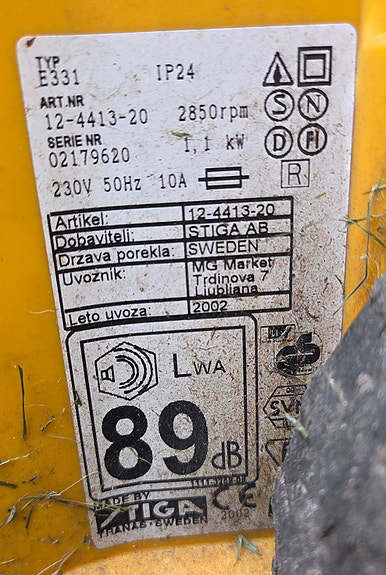 TYP
E331 IP24
ART.NR
12-4413-20 2850rpm
SERIE NR
02179620 1,1 kW
230V 50Hz 10A
S N
D FI
R
Artikel: 12-4413-20
Dobavitelj: STIGA AB
Drzava porekla: SWEDEN
Uvoznik: MG Market
Trdinova 7
Ljubljana
Leto uvoza: 2002
LWA
89 dB
MADE BY
STIGA
TRANÅS·SWEDEN
CE
2002